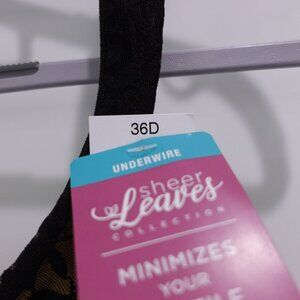 36D
UNDERWIRE
sheer
Leaves
COLLECTION
MINIMIZES
YOUR